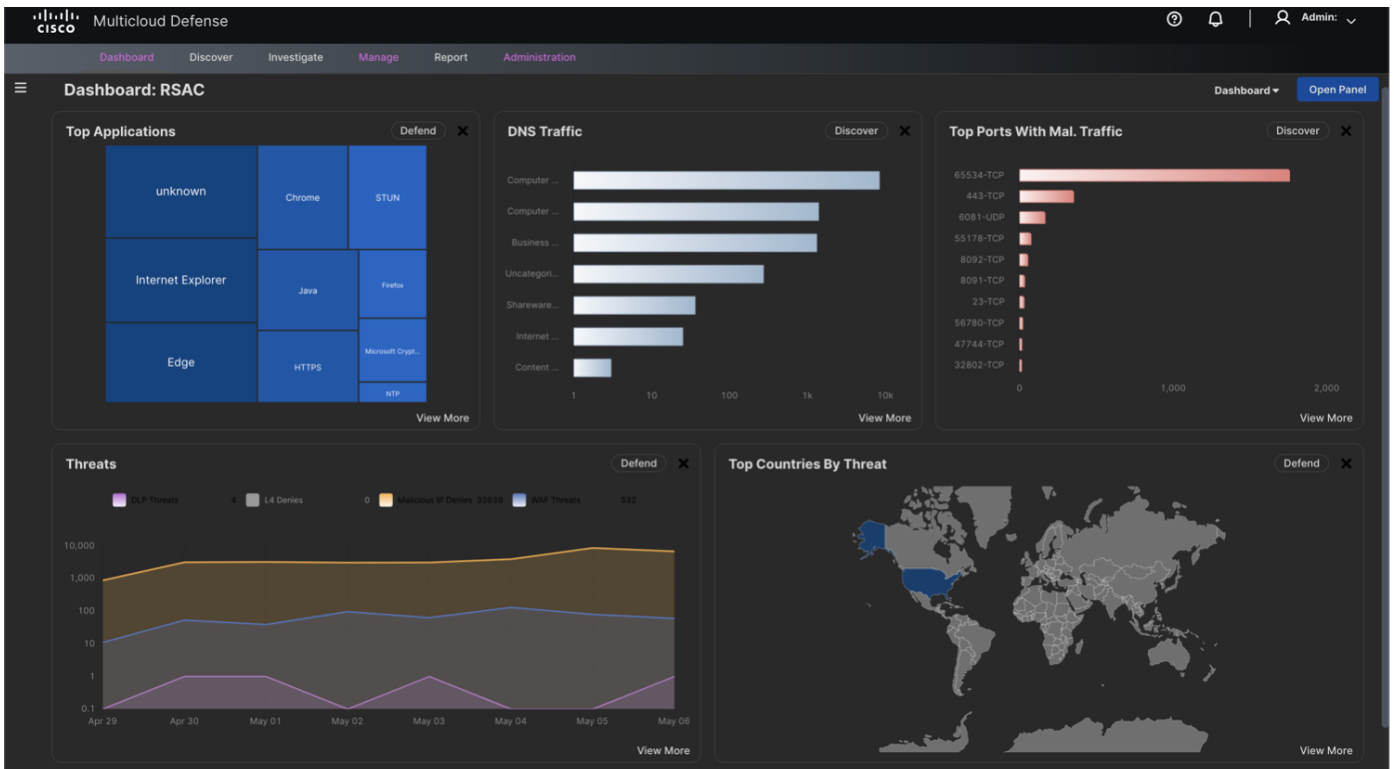 CISCO Multicloud Defense Admin:
Dashboard Discover Investigate Manage Report Administration
Dashboard: RSAC Dashboard Open Panel
Top Applications Defend
unknown
Internet Explorer
Edge
Chrome
Java
HTTPS
STUN
Firefox
Microsoft Crypt...
NTP
View More
DNS Traffic Discover
Computer ...
Computer ...
Business ...
Uncategori...
Shareware...
Internet ...
Content ...
1 10 100 1k 10k
View More
Top Ports With Mal. Traffic Discover
65534-TCP
443-TCP
6081-UDP
55178-TCP
8092-TCP
8091-TCP
23-TCP
56780-TCP
47744-TCP
32802-TCP
0 1,000 2,000
View More
Threats Defend
DLP Threats 4 L4 Denies 0 Malicious IP Denies 32639 WAF Threats 532
10,000
1,000
100
10
1
0.1
Apr 29 Apr 30 May 01 May 02 May 03 May 04 May 05 May 06
View More
Top Countries By Threat Defend
View More